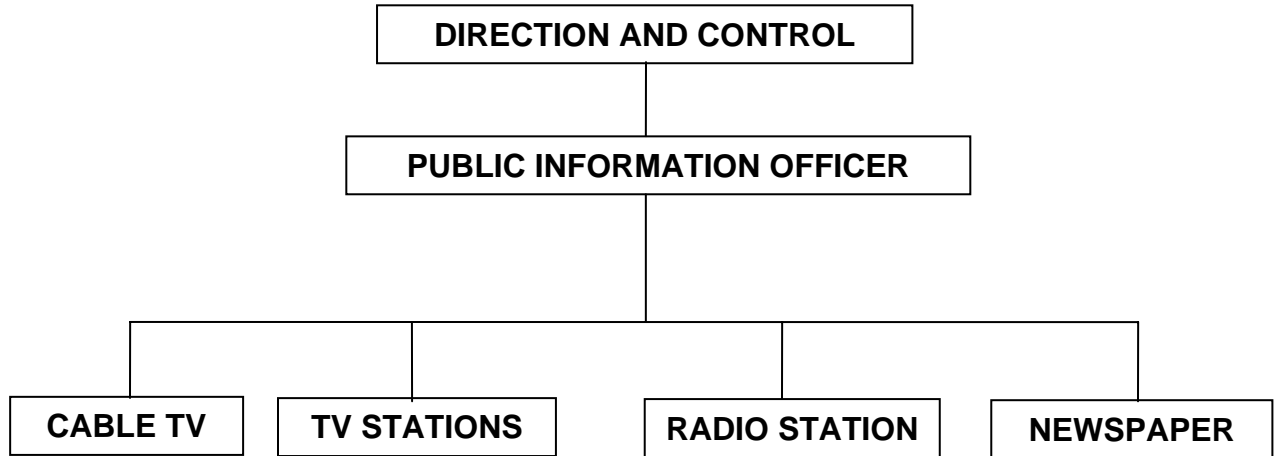 DIRECTION AND CONTROL
PUBLIC INFORMATION OFFICER
CABLE TV
TV STATIONS
RADIO STATION
NEWSPAPER